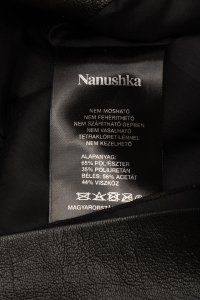 Nanushka
NEM MOSHATÓ
NEM FEHÉRÍTHETŐ
NEM SZÁRÍTHATÓ GÉPBEN
NEM VASALHATÓ
TETRAKLÓRETILÉNNEL
NEM KEZELHETŐ
ALAPANYAG:
65% POLIÉSZTER
35% POLIURETÁN
BÉLÉS: 56% ACETÁT
44% VISZKÓZ